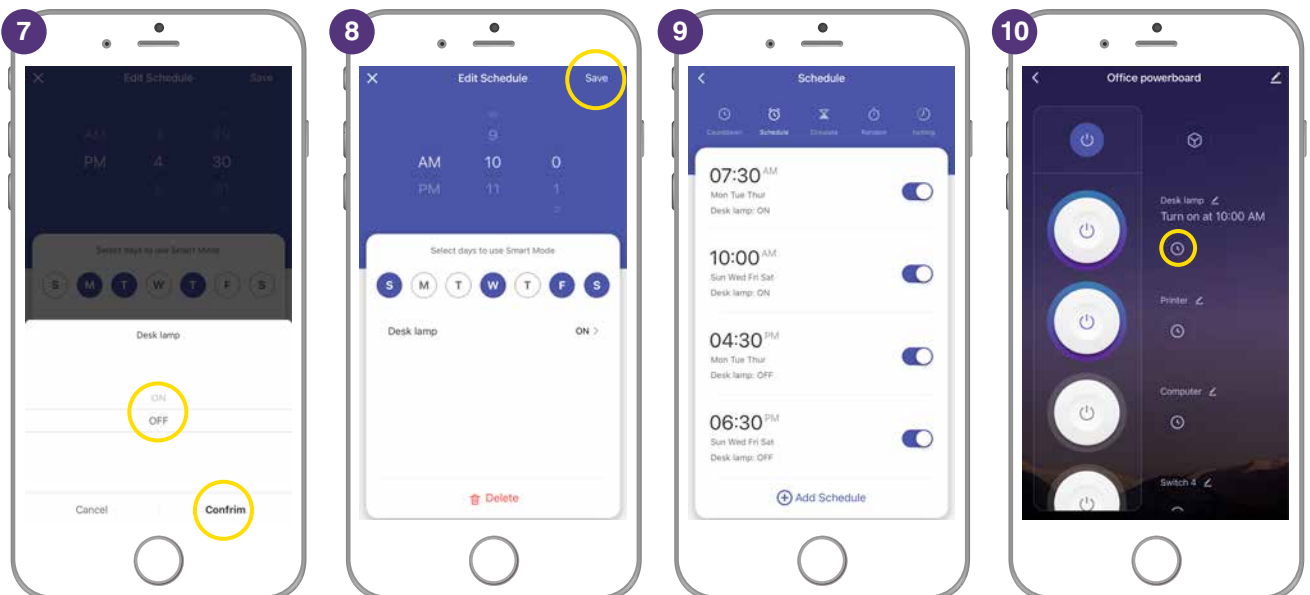 7
Edit Schedule
Save
AM
PM 4 30
Select days to use Smart Mode
S M T W T F S
Desk lamp
ON
OFF
Cancel
Confrim
8
Edit Schedule
Save
9
AM 10 0
PM 11 1
Select days to use Smart Mode
S M T W T F S
Desk lamp
ON >
Delete
9
Schedule
Countdown Schedule Circulate Random Inching
07:30 AM
Mon Tue Thur
Desk lamp: ON
10:00 AM
Sun Wed Fri Sat
Desk lamp: ON
04:30 PM
Mon Tue Thur
Desk lamp: OFF
06:30 PM
Sun Wed Fri Sat
Desk lamp: OFF
Add Schedule
10
Office powerboard
Desk lamp
Turn on at 10:00 AM
Printer
Computer
Switch 4